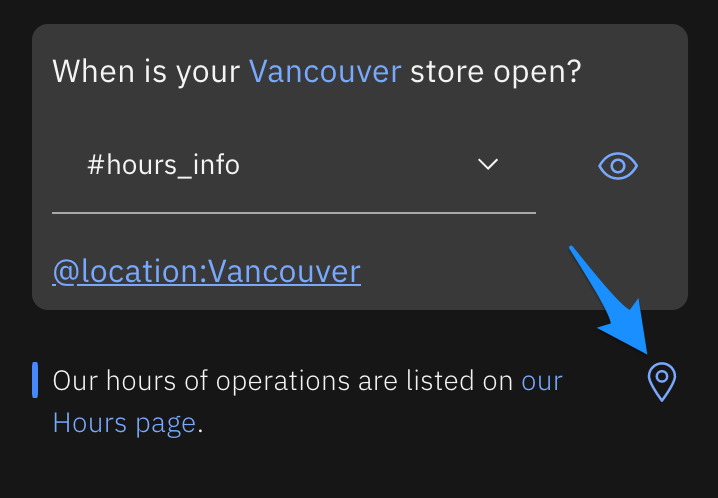 When is your Vancouver store open?
#hours_info
@location:Vancouver
Our hours of operations are listed on our
Hours page.